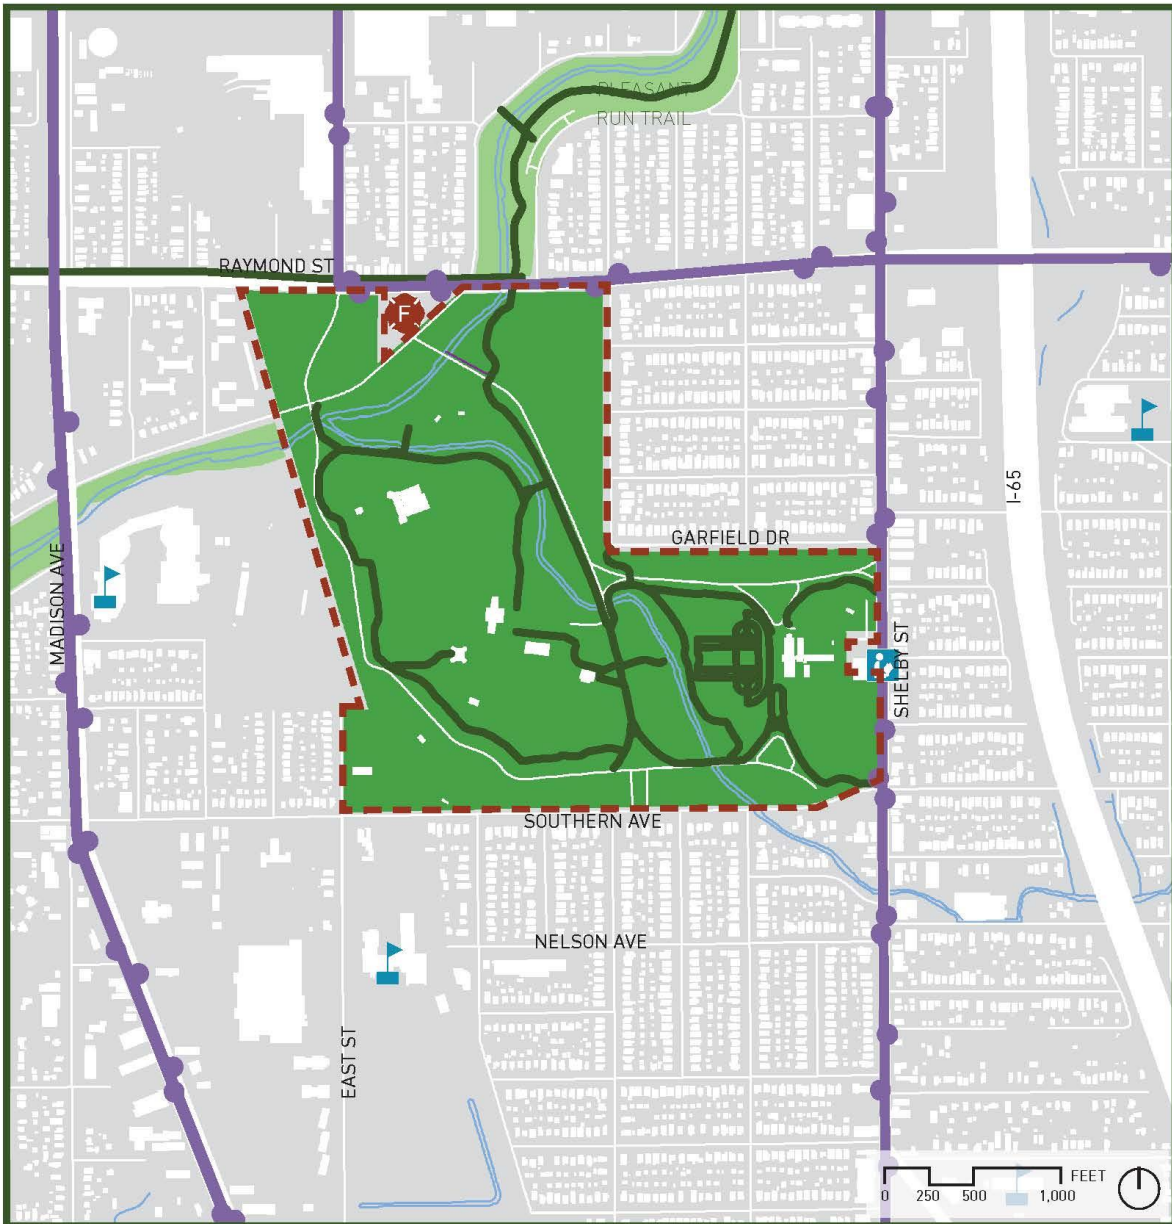 PLEASANT
RUN TRAIL
RAYMOND ST
F
I-65
GARFIELD DR
MADISON AVE
SHELBY ST
SOUTHERN AVE
NELSON AVE
EAST ST
FEET
0 250 500 1,000